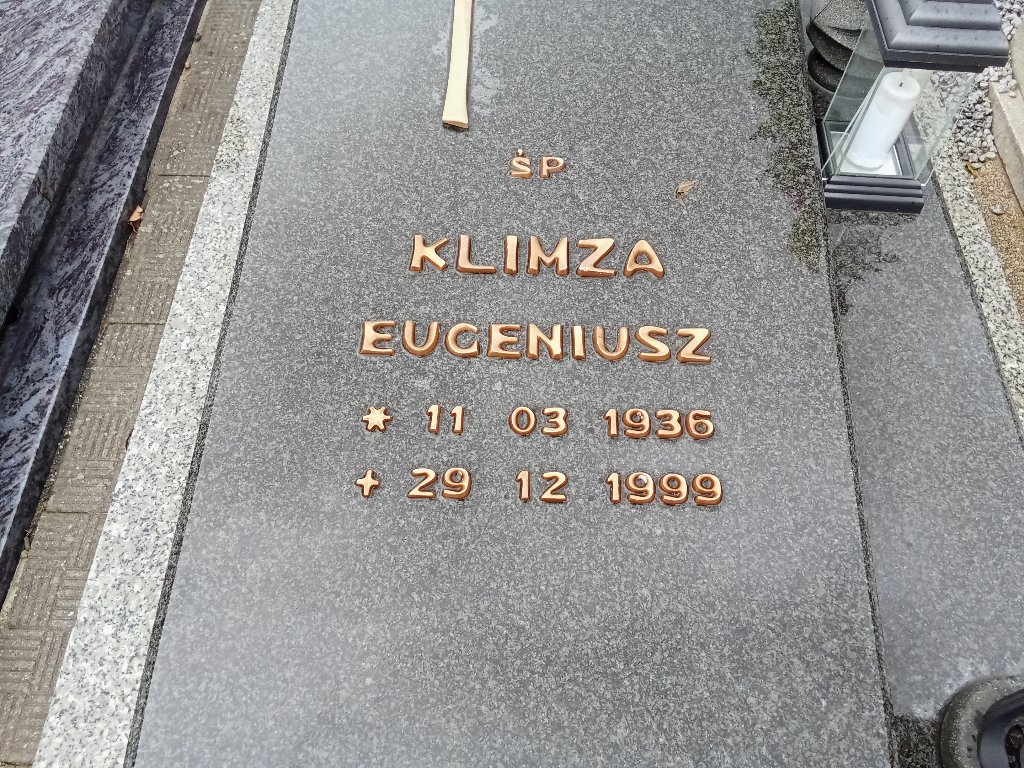 ŚP
KLIMZA
EUGENIUSZ
* 11 03 1936
+ 29 12 1999